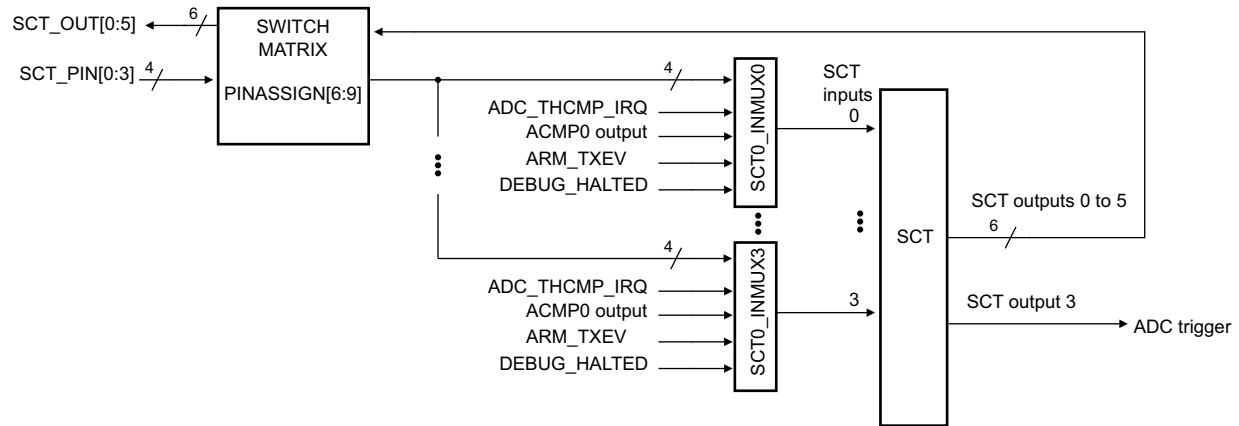 SCT_OUT[0:5]
6
SCT_PIN[0:3]
4
SWITCH
MATRIX
PINASSIGN[6:9]
4
ADC_THCMP_IRQ
ACMP0 output
ARM_TXEV
DEBUG_HALTED
SCT0_INMUX0
SCT
inputs
0
4
ADC_THCMP_IRQ
ACMP0 output
ARM_TXEV
DEBUG_HALTED
SCT0_INMUX3
3
SCT
SCT outputs 0 to 5
6
SCT output 3
ADC trigger